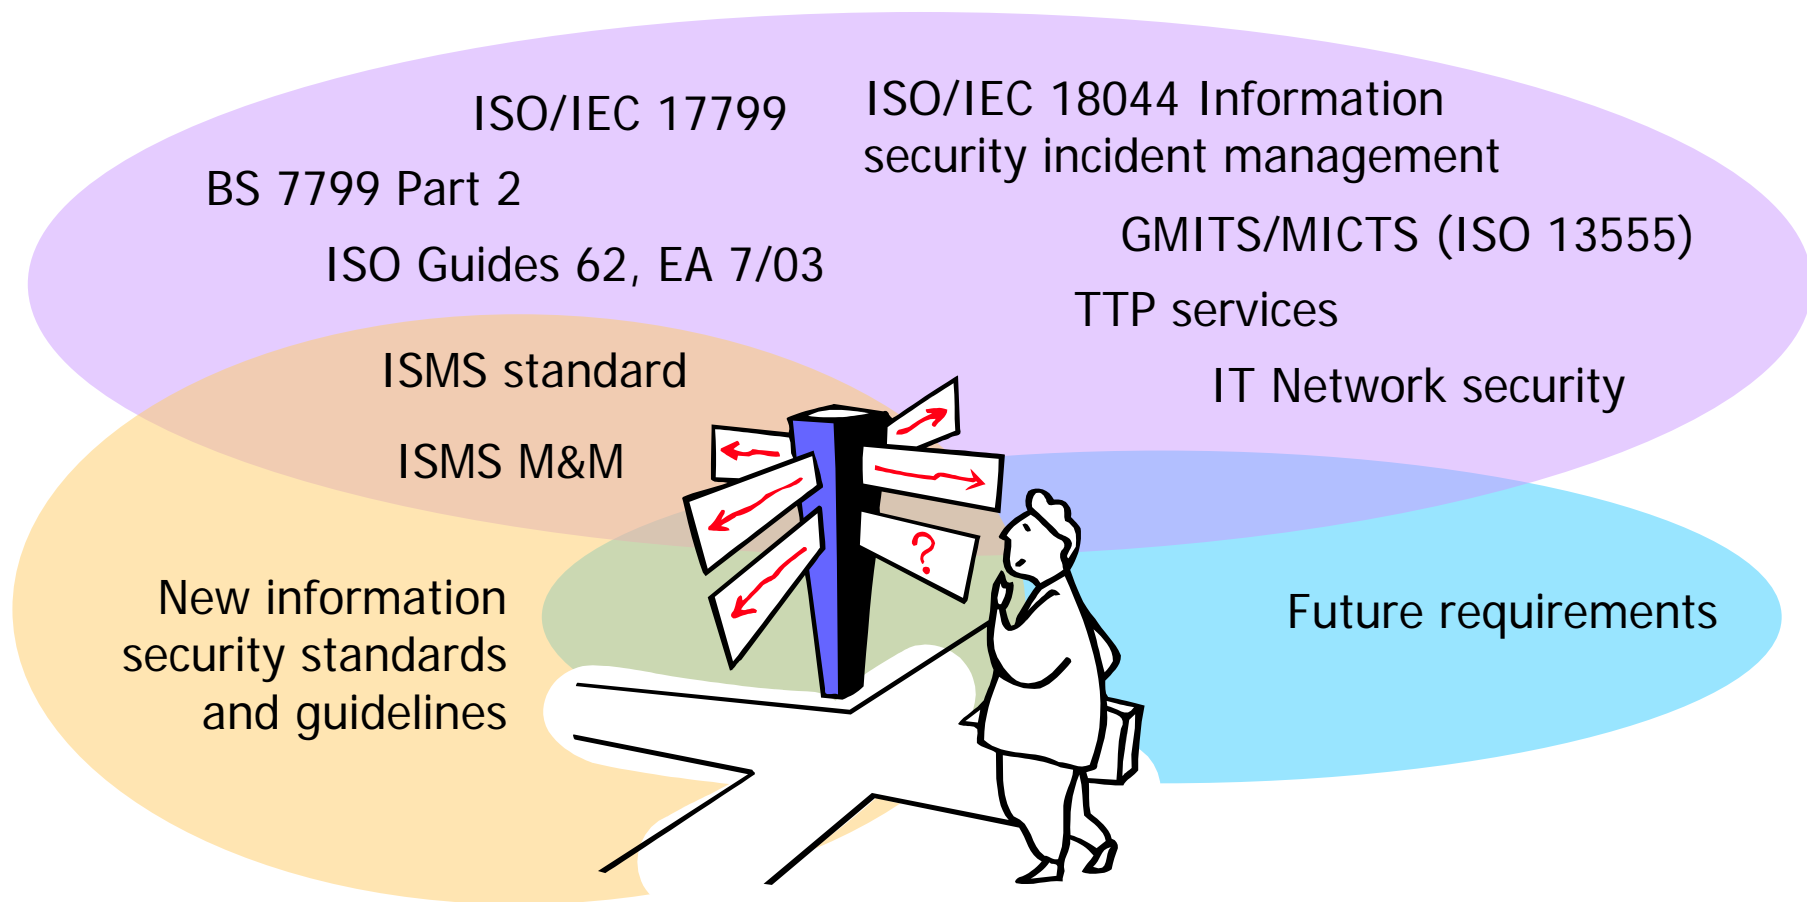 ISO/IEC 17799
ISO/IEC 18044 Information
security incident management
BS 7799 Part 2
GMITS/MICTS (ISO 13555)
ISO Guides 62, EA 7/03
TTP services
ISMS standard
IT Network security
ISMS M&M
?
New information
security standards
and guidelines
Future requirements